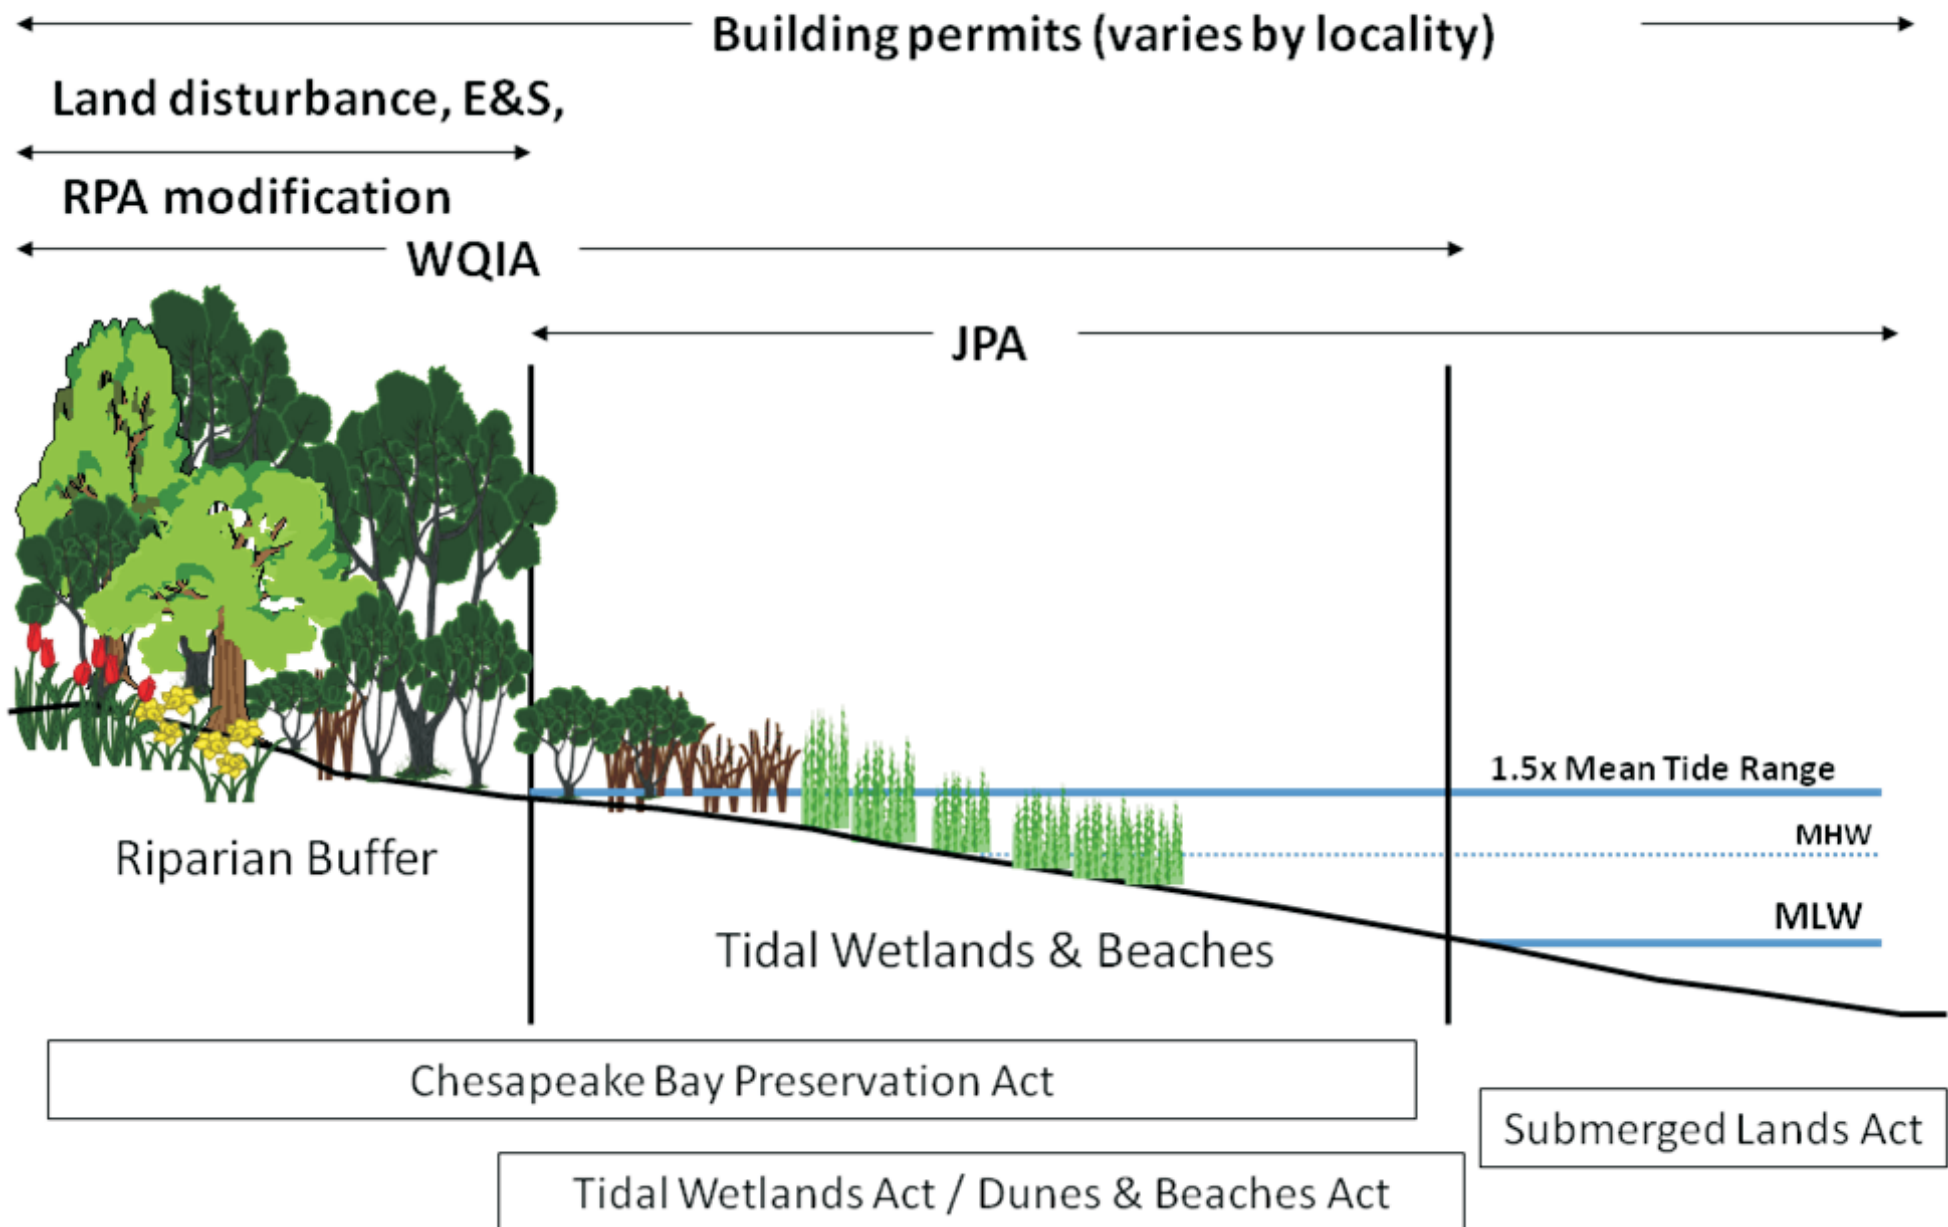 Building permits (varies by locality)
Land disturbance, E&S,
RPA modification
WQIA
JPA
1.5x Mean Tide Range
MHW
Riparian Buffer
MLW
Tidal Wetlands & Beaches
Chesapeake Bay Preservation Act
Submerged Lands Act
Tidal Wetlands Act / Dunes & Beaches Act